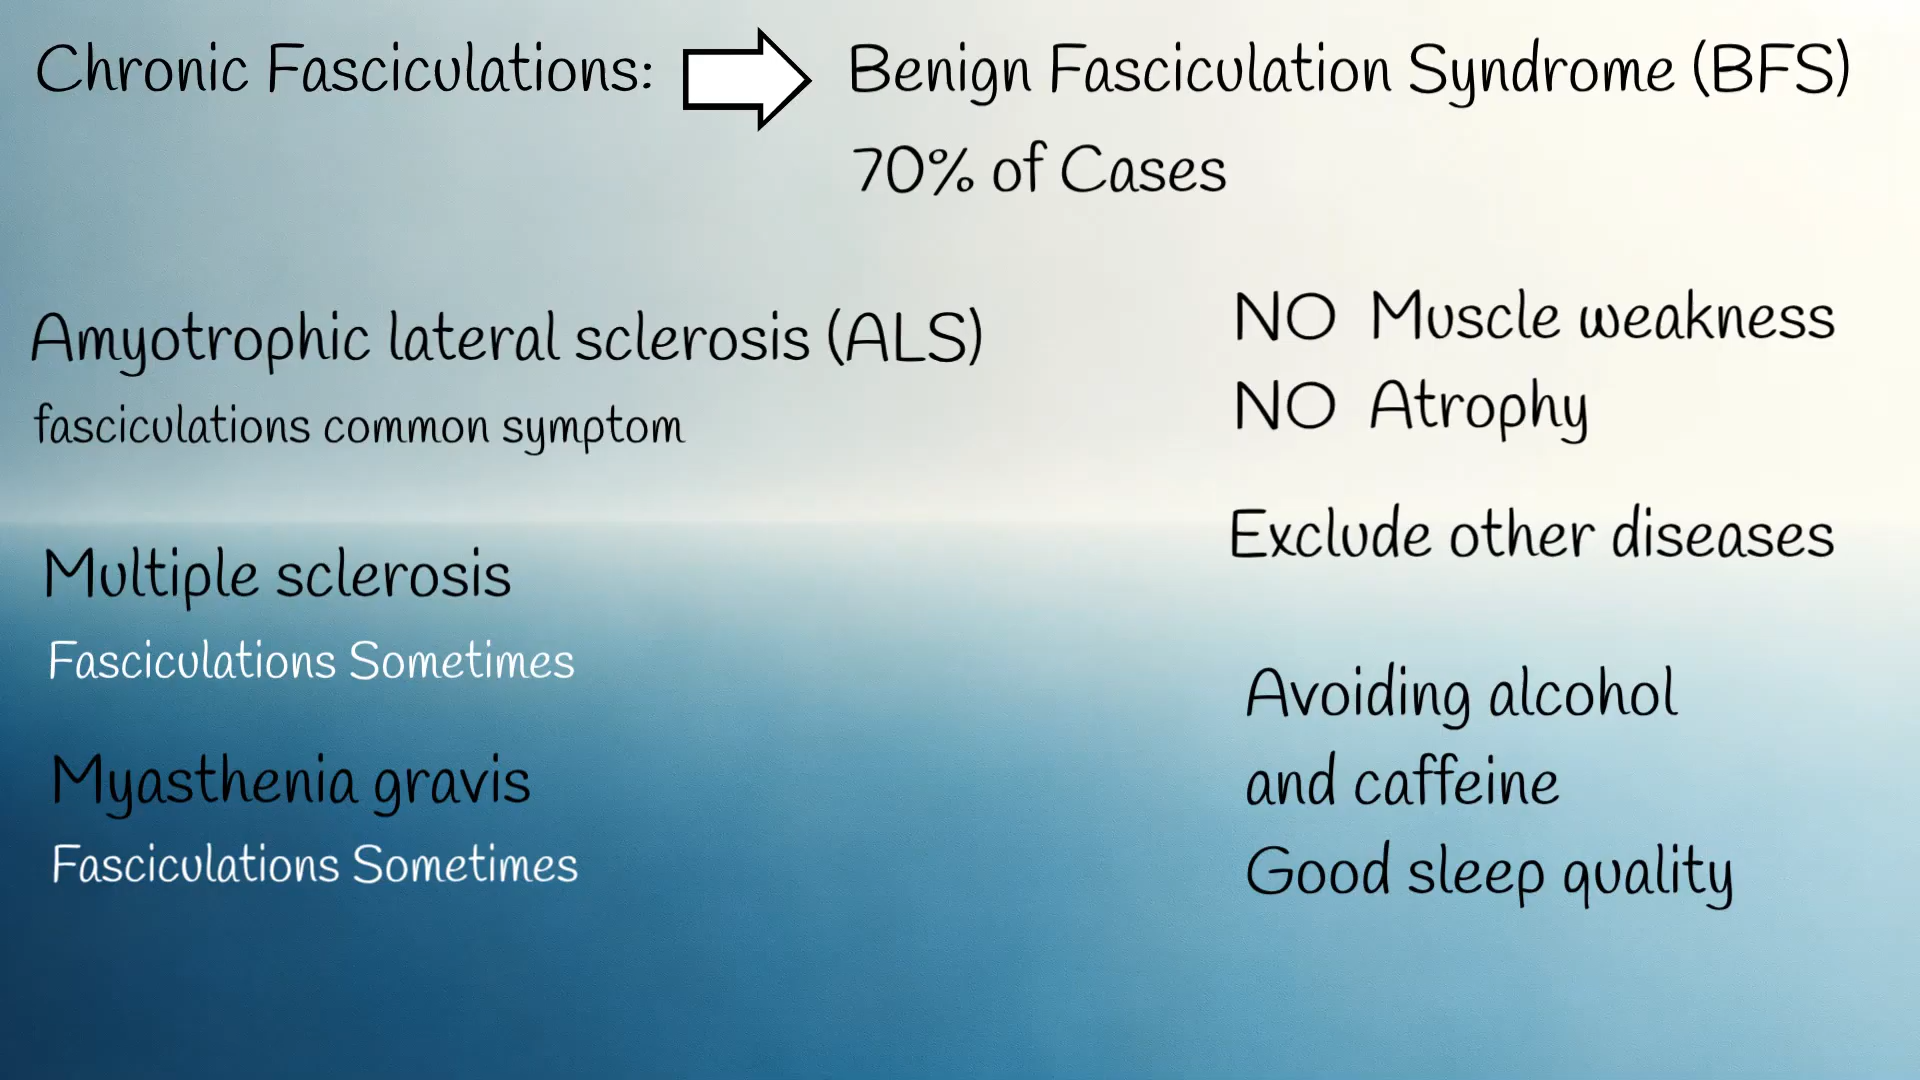 Chronic Fasciculations:
Benign Fasciculation Syndrome (BFS)
70% of Cases
Amyotrophic lateral sclerosis (ALS)
fasciculations common symptom
Multiple sclerosis
Fasciculations Sometimes
Myasthenia gravis
Fasciculations Sometimes
NO Muscle weakness
NO Atrophy
Exclude other diseases
Avoiding alcohol
and caffeine
Good sleep quality